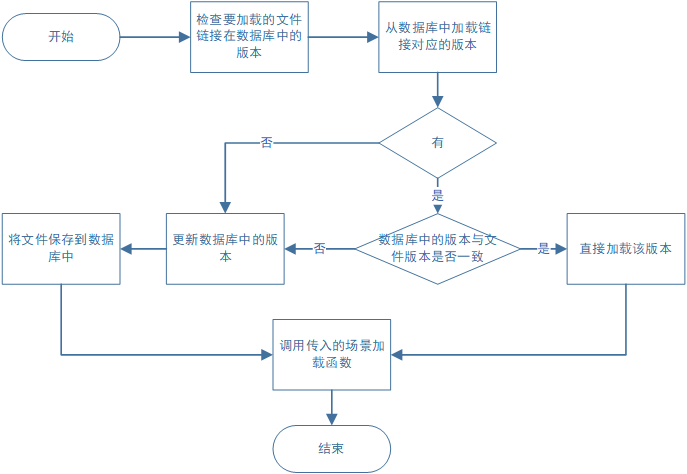 开始
检查要加载的文件
链接在数据库中的
版本
从数据库中加载链
接对应的版本
有
否
是
将文件保存到数据
库中
更新数据库中的版
本
否
数据库中的版本与文
件版本是否一致
是
直接加载该版本
调用传入的场景加
载函数
结束